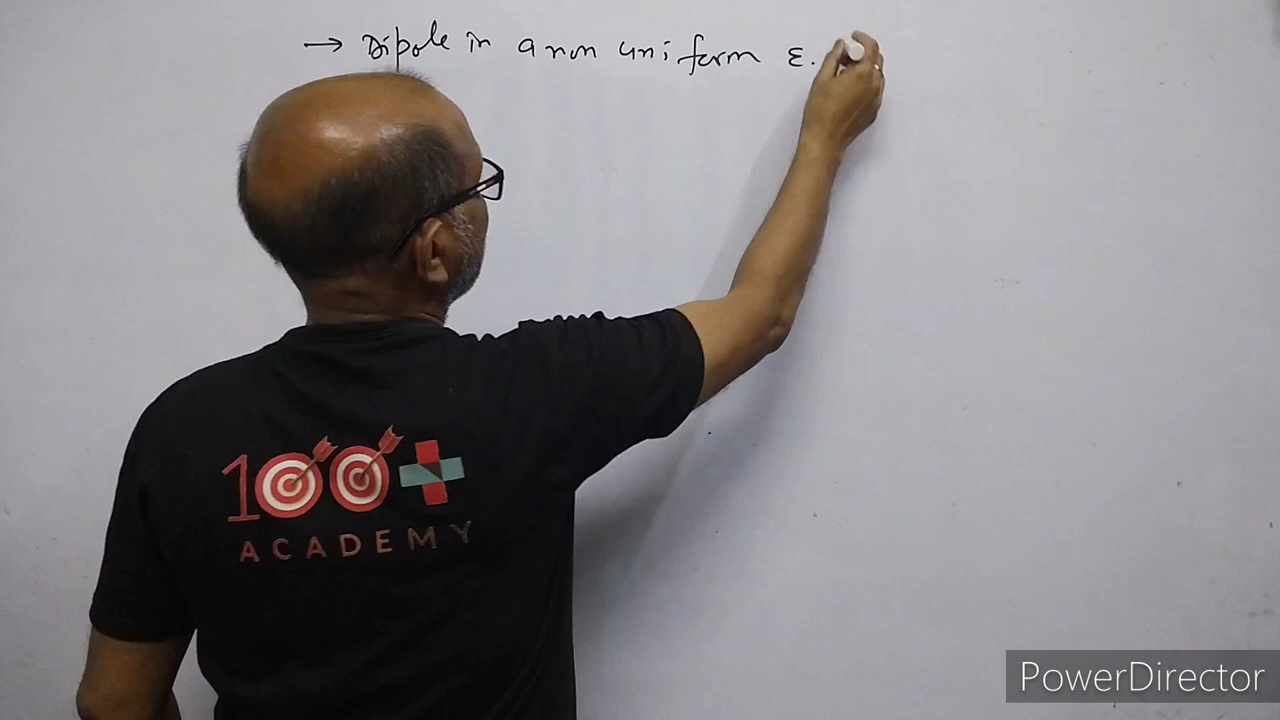 → Dipole in a non uniform E.
100+
ACADEMY
PowerDirector